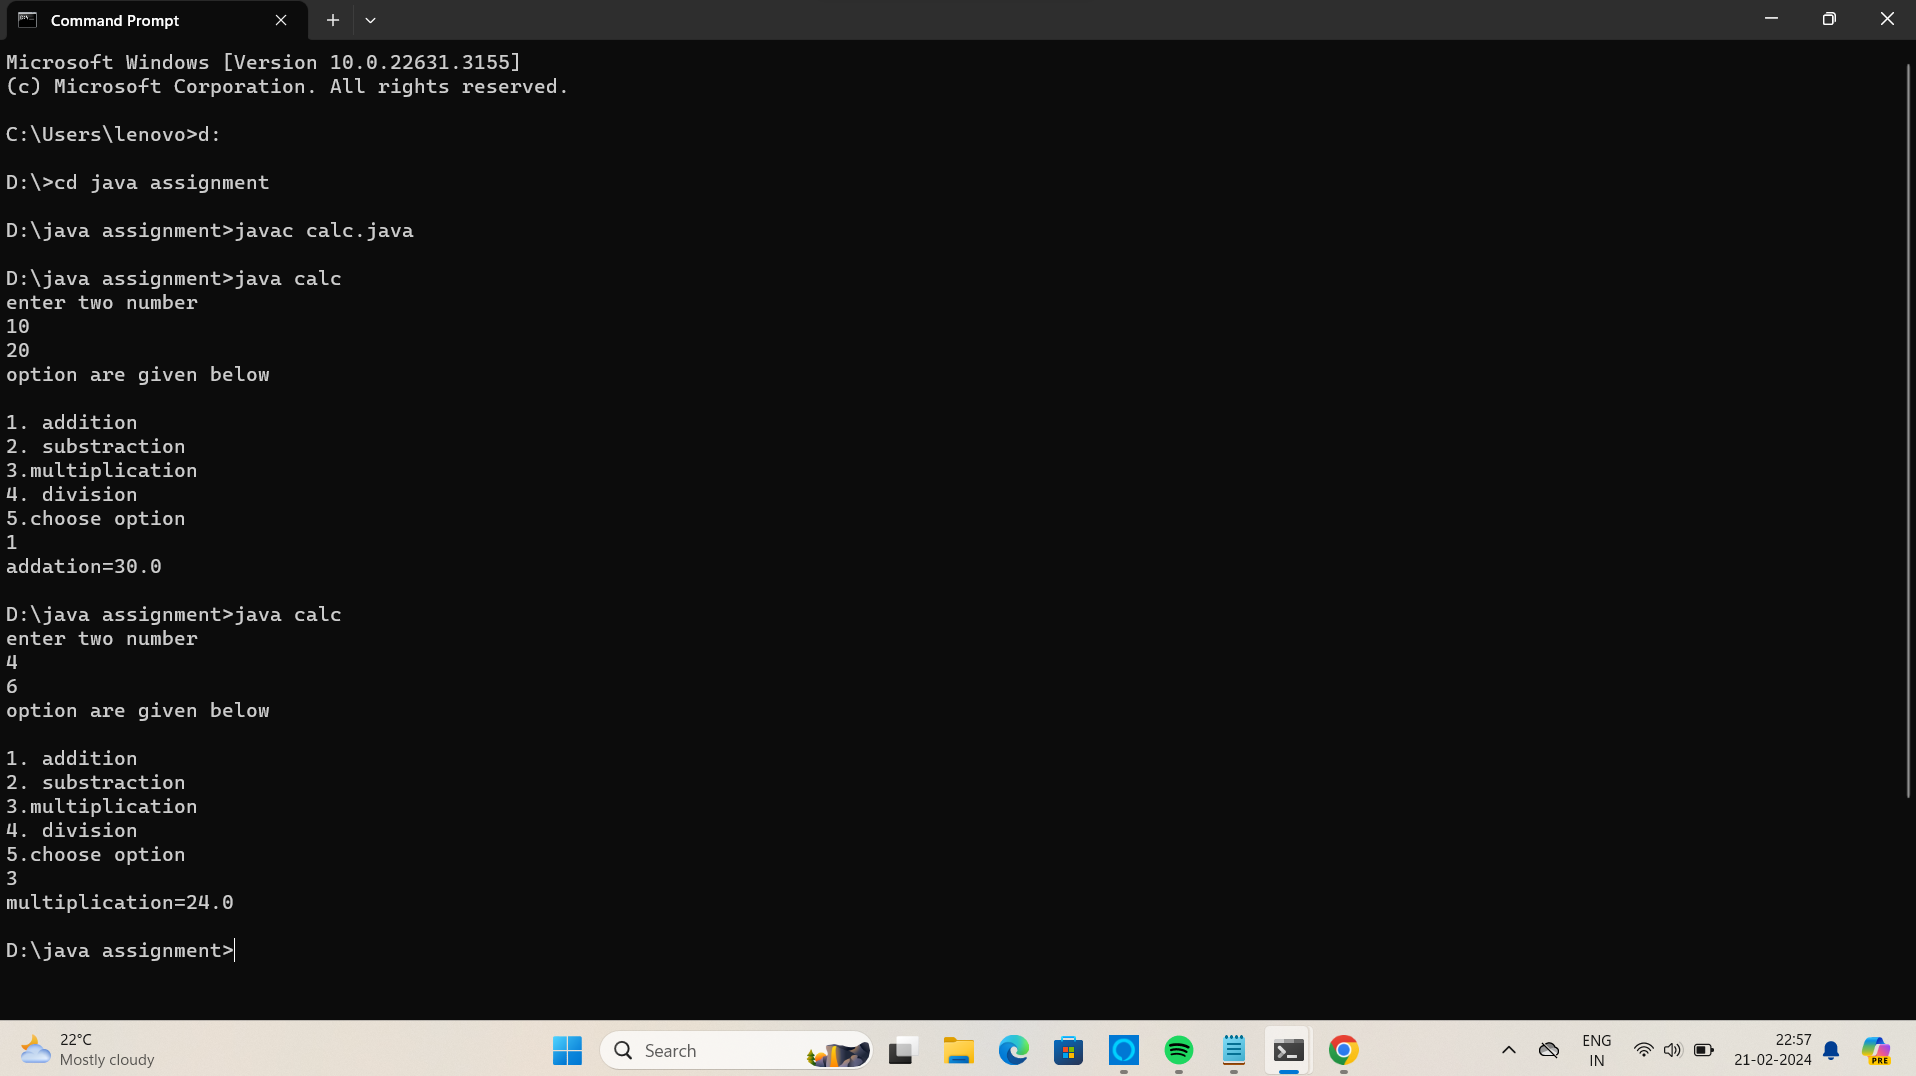 Command Prompt
Microsoft Windows [Version 10.0.22631.3155]
(c) Microsoft Corporation. All rights reserved.
C:\Users\lenovo>d:
D:\>cd java assignment
D:\java assignment>javac calc.java
D:\java assignment>java calc
enter two number
10
20
option are given below
1. addition
2. substraction
3.multiplication
4. division
5.choose option
1
addation=30.0
D:\java assignment>java calc
enter two number
4
6
option are given below
1. addition
2. substraction
3.multiplication
4. division
5.choose option
3
multiplication=24.0
D:\java assignment>
22°C
Mostly cloudy
Search
ENG
IN
22:57
21-02-2024
PRE